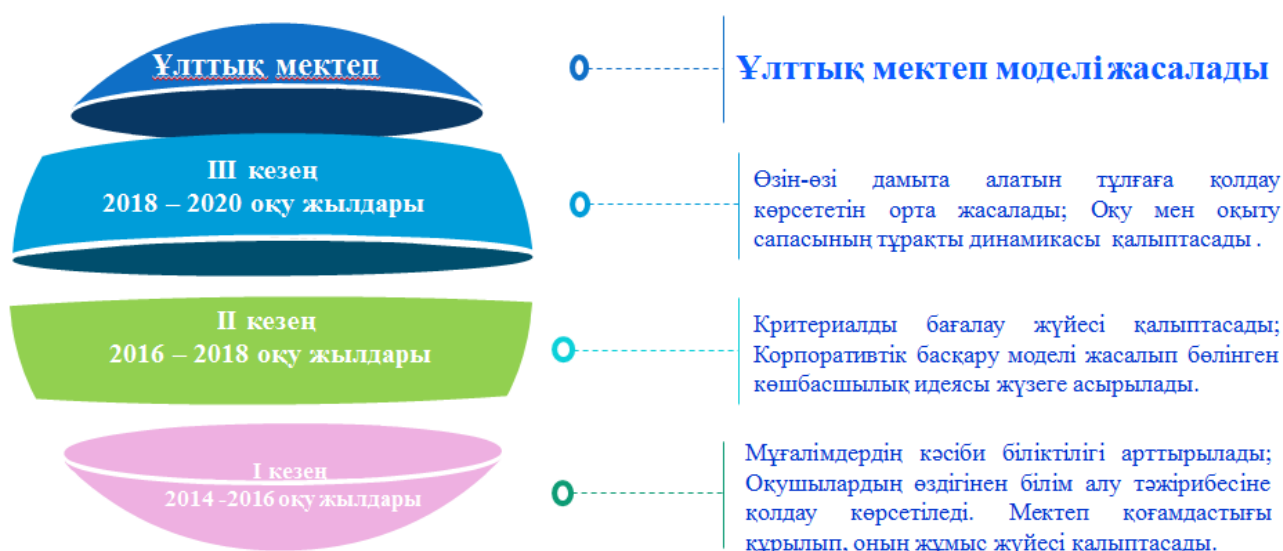 Ұлттық мектеп
Ұлттық мектеп моделі жасалады
III кезең
2018 – 2020 оқу жылдары
Өзін-өзі дамыта алатын тұлғаға қолдау
көрсететін орта жасалады; Оқу мен оқыту
сапасының тұрақты динамикасы қалыптасады .
II кезең
2016 – 2018 оқу жылдары
Критериалды бағалау жүйесі қалыптасады;
Корпоративтік басқару моделі жасалып бөлінген
көшбасшылық идеясы жүзеге асырылады.
I кезең
2014 -2016 оқу жылдары
Мұғалімдердің кәсіби біліктілігі арттырылады;
Оқушылардың өздігінен білім алу тәжірибесіне
қолдау көрсетіледі. Мектеп қоғамдастығы
құрылып, оның жұмыс жүйесі қалыптасады.